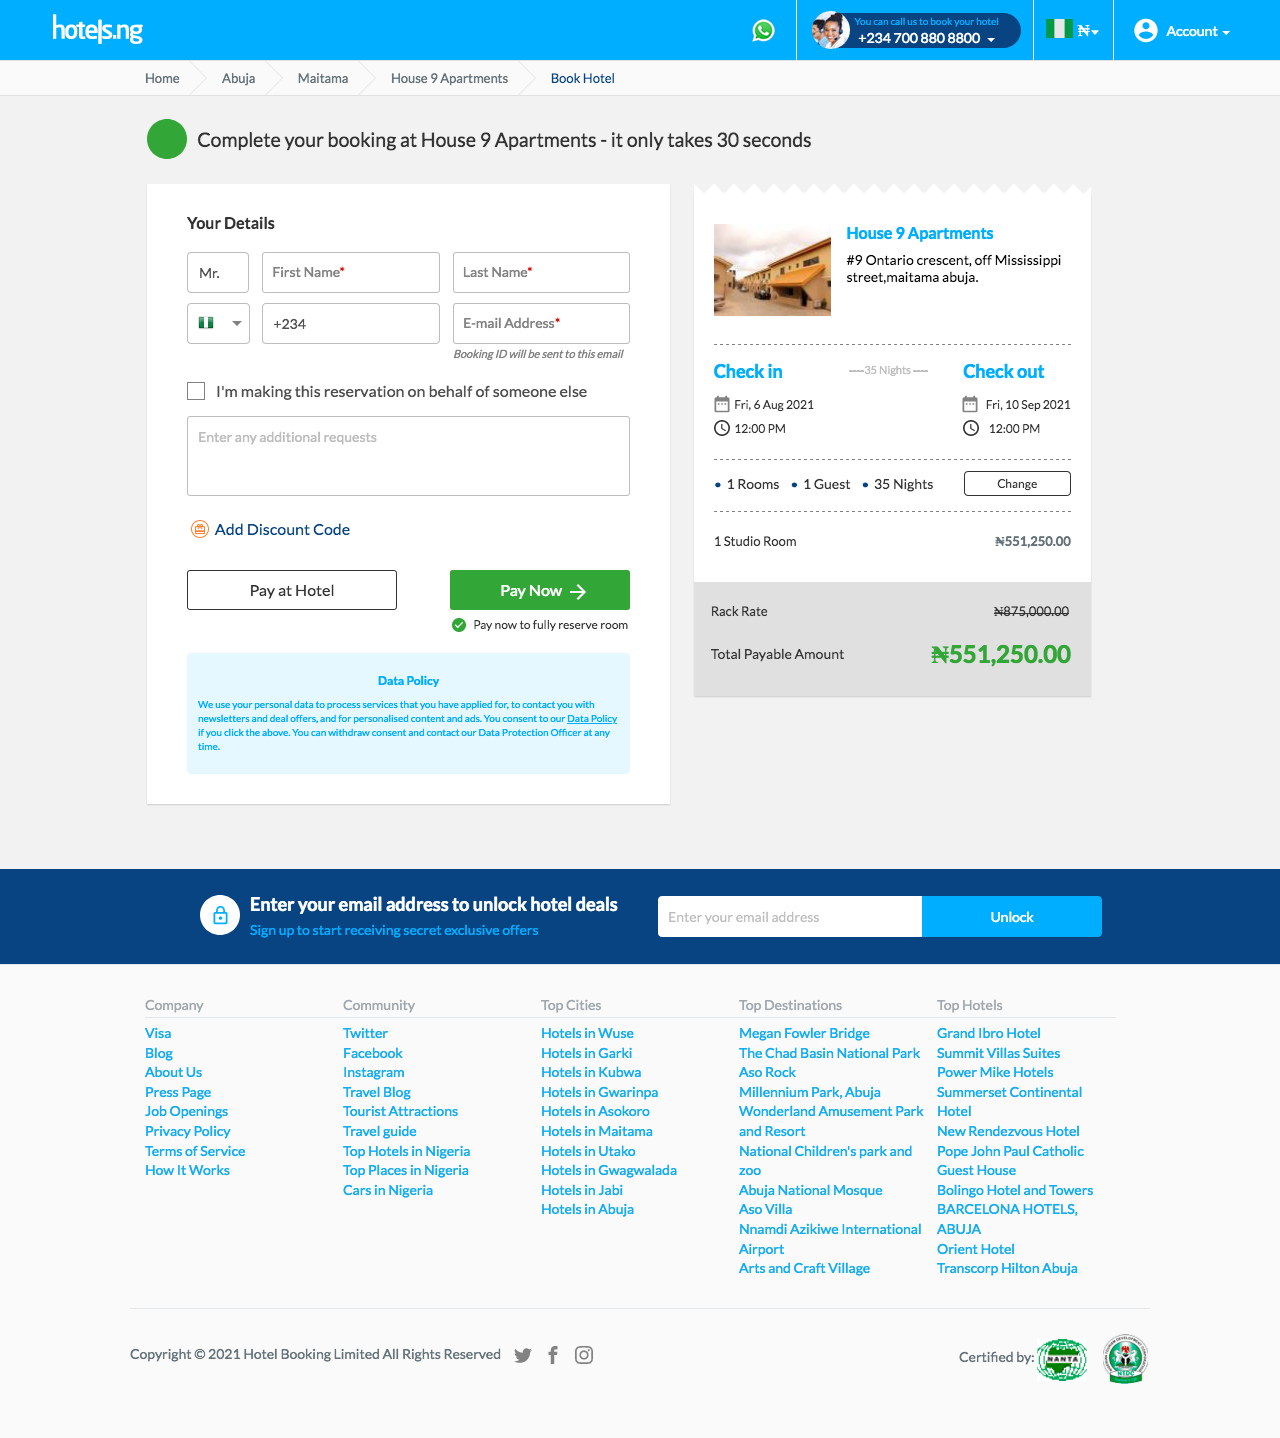 hotels.ng
You can call us to book your hotel
+234 700 880 8800
₦
Account
Home
Abuja
Maitama
House 9 Apartments
Book Hotel
Complete your booking at House 9 Apartments - it only takes 30 seconds
Your Details
Mr.
First Name*
Last Name*
+234
E-mail Address*
Booking ID will be sent to this email
I'm making this reservation on behalf of someone else
Enter any additional requests
Add Discount Code
Pay at Hotel
Pay Now
Pay now to fully reserve room
Data Policy
We use your personal data to process services that you have applied for, to contact you with
newsletters and deal offers, and for personalised content and ads. You consent to our Data Policy
if you click the above. You can withdraw consent and contact our Data Protection Officer at any
time.
House 9 Apartments
#9 Ontario crescent, off Mississippi
street,maitama abuja.
Check in
----35 Nights ----
Check out
Fri, 6 Aug 2021
Fri, 10 Sep 2021
12:00 PM
12:00 PM
• 1 Rooms • 1 Guest • 35 Nights
Change
1 Studio Room
₦551,250.00
Rack Rate
₦875,000.00
Total Payable Amount
₦551,250.00
Enter your email address to unlock hotel deals
Sign up to start receiving secret exclusive offers
Enter your email address
Unlock
Company
Visa
Blog
About Us
Press Page
Job Openings
Privacy Policy
Terms of Service
How It Works
Community
Twitter
Facebook
Instagram
Travel Blog
Tourist Attractions
Travel guide
Top Hotels in Nigeria
Top Places in Nigeria
Cars in Nigeria
Top Cities
Hotels in Wuse
Hotels in Garki
Hotels in Kubwa
Hotels in Gwarinpa
Hotels in Asokoro
Hotels in Maitama
Hotels in Utako
Hotels in Gwagwalada
Hotels in Jabi
Hotels in Abuja
Top Destinations
Megan Fowler Bridge
The Chad Basin National Park
Aso Rock
Millennium Park, Abuja
Wonderland Amusement Park
and Resort
National Children's park and
zoo
Abuja National Mosque
Aso Villa
Nnamdi Azikiwe International
Airport
Arts and Craft Village
Top Hotels
Grand Ibro Hotel
Summit Villas Suites
Power Mike Hotels
Summerset Continental
Hotel
New Rendezvous Hotel
Pope John Paul Catholic
Guest House
Bolingo Hotel and Towers
BARCELONA HOTELS,
ABUJA
Orient Hotel
Transcorp Hilton Abuja
Copyright © 2021 Hotel Booking Limited All Rights Reserved
Certified by:
NANTA
NTDC